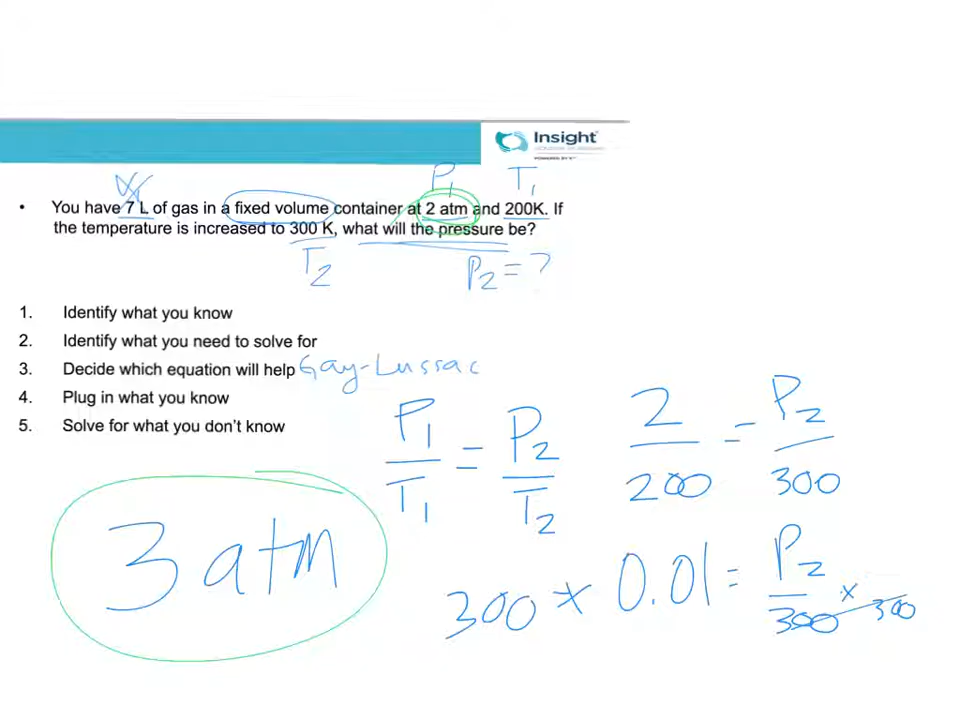 Insight
V1
P1
T1
• You have 7 L of gas in a fixed volume container at 2 atm and 200K. If
the temperature is increased to 300 K, what will the pressure be?
T2
P2 = ?
1. Identify what you know
2. Identify what you need to solve for
3. Decide which equation will help Gay-Lussac
4. Plug in what you know
5. Solve for what you don't know
P1/T1 = P2/T2
2/200 = P2/300
300 × 0.01 = P2/300 × 300
3 atm